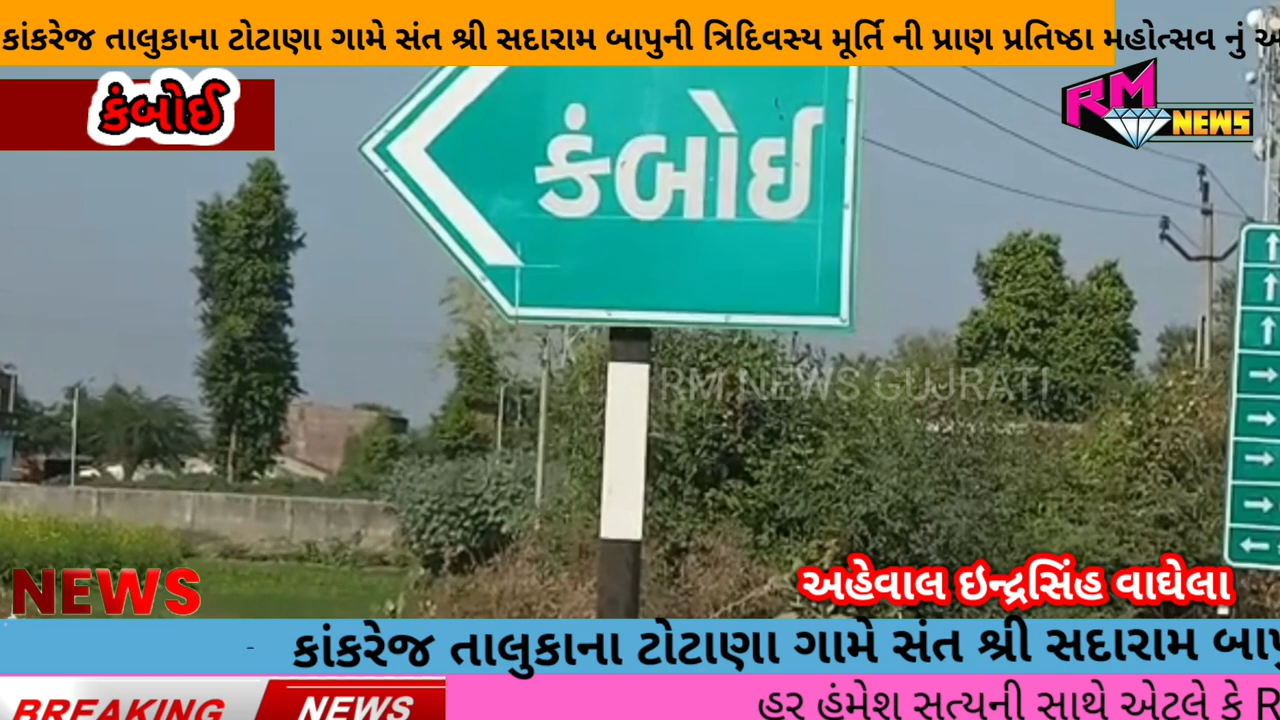 કાંકરેજ તાલુકાના ટોટાણા ગામે સંત શ્રી સદારામ બાપુની ત્રિદિવસ્ય મૂર્તિ ની પ્રાણ પ્રતિષ્ઠા મહોત્સવ નું
કંબોઈ
RM NEWS
કંબોઈ
RM NEWS GUJRATI
અહેવાલ ઇન્દ્રસિંહ વાઘેલા
NEWS
- કાંકરેજ તાલુકાના ટોટાણા ગામે સંત શ્રી સદારામ
BREAKING NEWS
હર હંમેશ સત્યની સાથે એટલે કે R